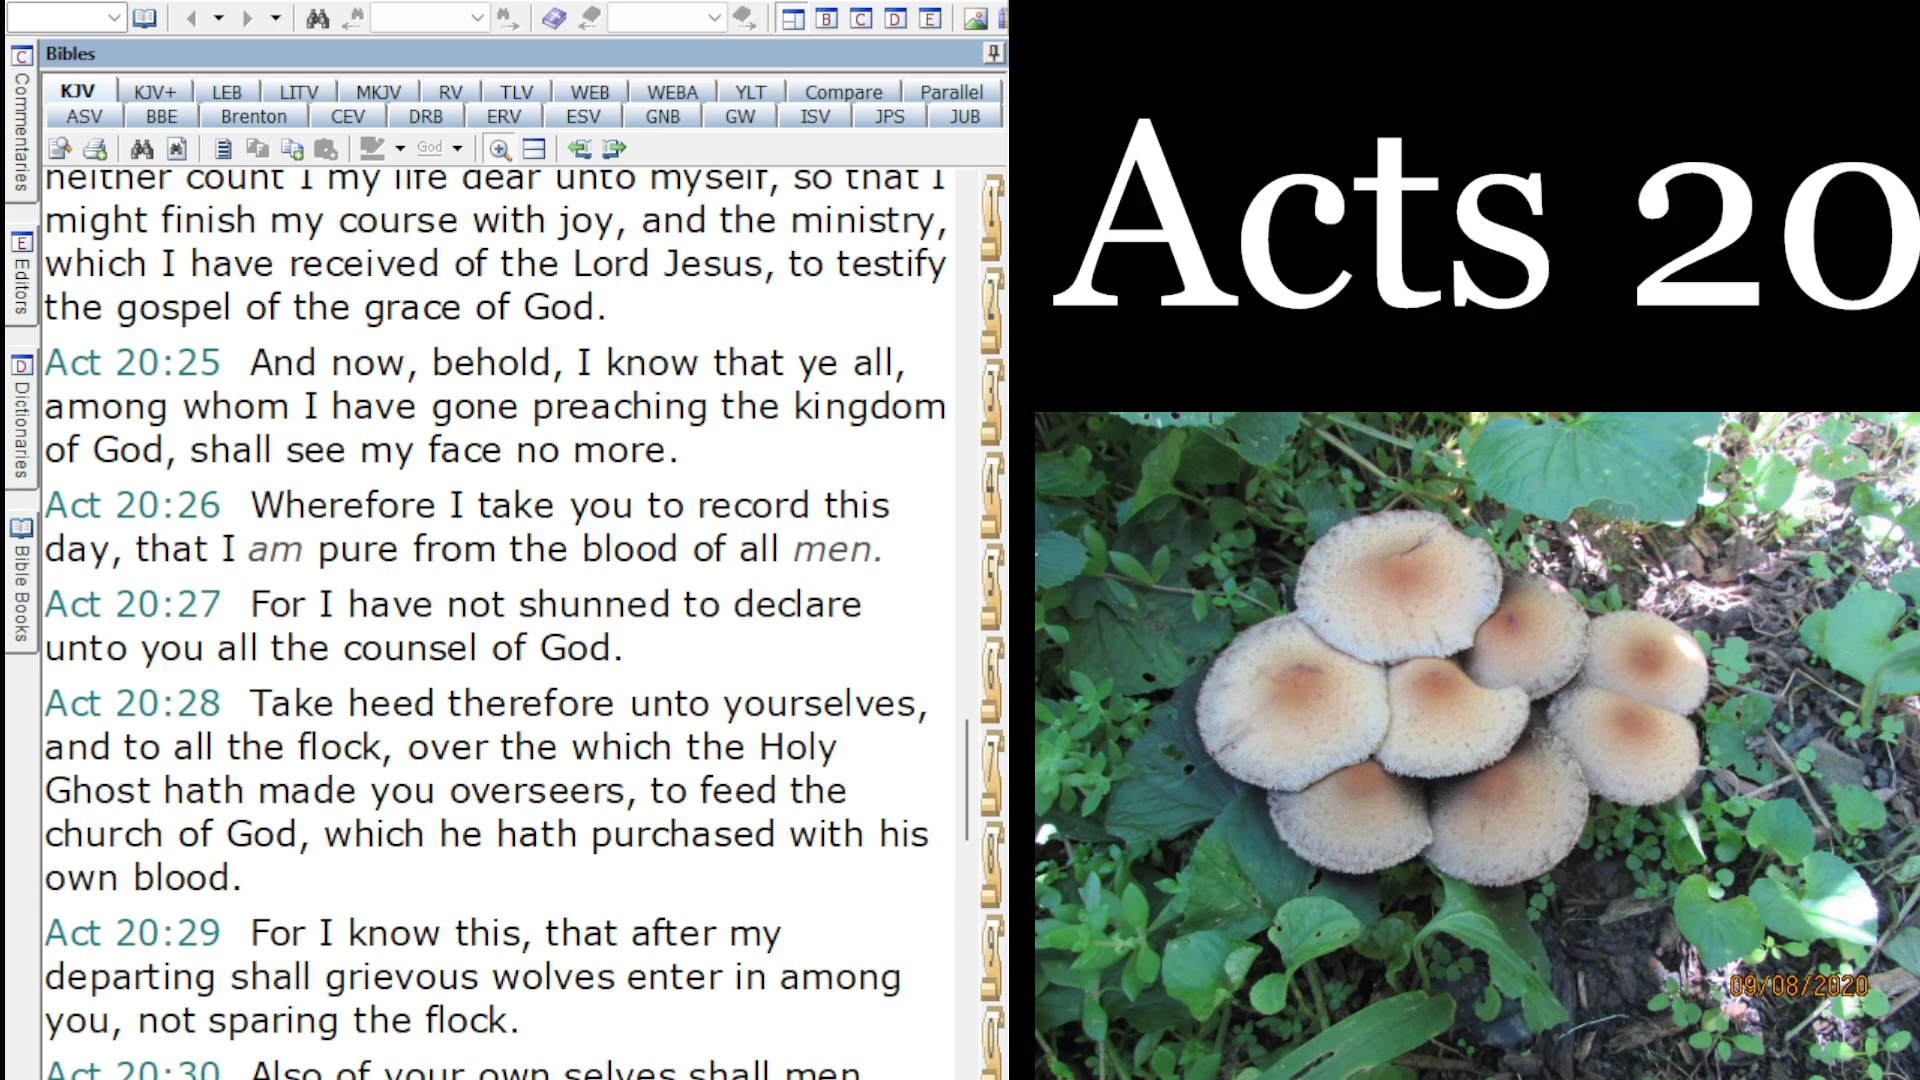 Bibles
KJV KJV+ LEB LITV MKJV RV TLV WEB WEBA YLT Compare Parallel
ASV BBE Brenton CEV DRB ERV ESV GNB GW ISV JPS JUB
B C D E
God
C Commentaries
E Editors
D Dictionaries
Bible Books
neither count I my life dear unto myself, so that I
might finish my course with joy, and the ministry,
which I have received of the Lord Jesus, to testify
the gospel of the grace of God.
Act 20:25 And now, behold, I know that ye all,
among whom I have gone preaching the kingdom
of God, shall see my face no more.
Act 20:26 Wherefore I take you to record this
day, that I am pure from the blood of all men.
Act 20:27 For I have not shunned to declare
unto you all the counsel of God.
Act 20:28 Take heed therefore unto yourselves,
and to all the flock, over the which the Holy
Ghost hath made you overseers, to feed the
church of God, which he hath purchased with his
own blood.
Act 20:29 For I know this, that after my
departing shall grievous wolves enter in among
you, not sparing the flock.
Act 20:30 Also of your own selves shall men
1
2
3
4
5
6
7
8
9
Acts 20
09/08/2020